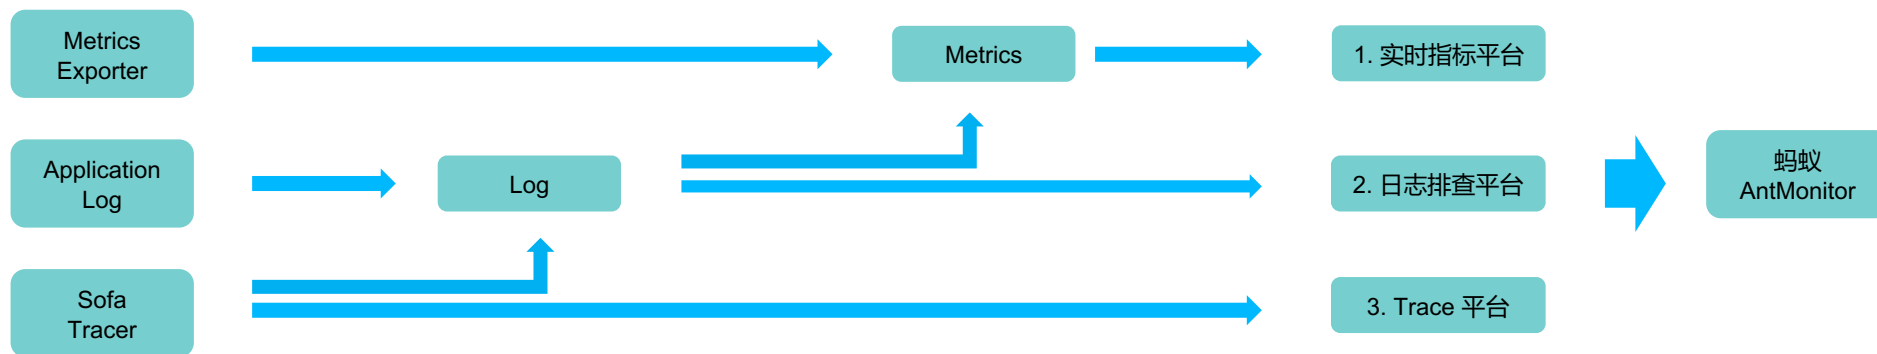 Metrics
Exporter
Metrics
1. 实时指标平台
Application
Log
Log
2. 日志排查平台
蚂蚁
AntMonitor
Sofa
Tracer
3. Trace 平台